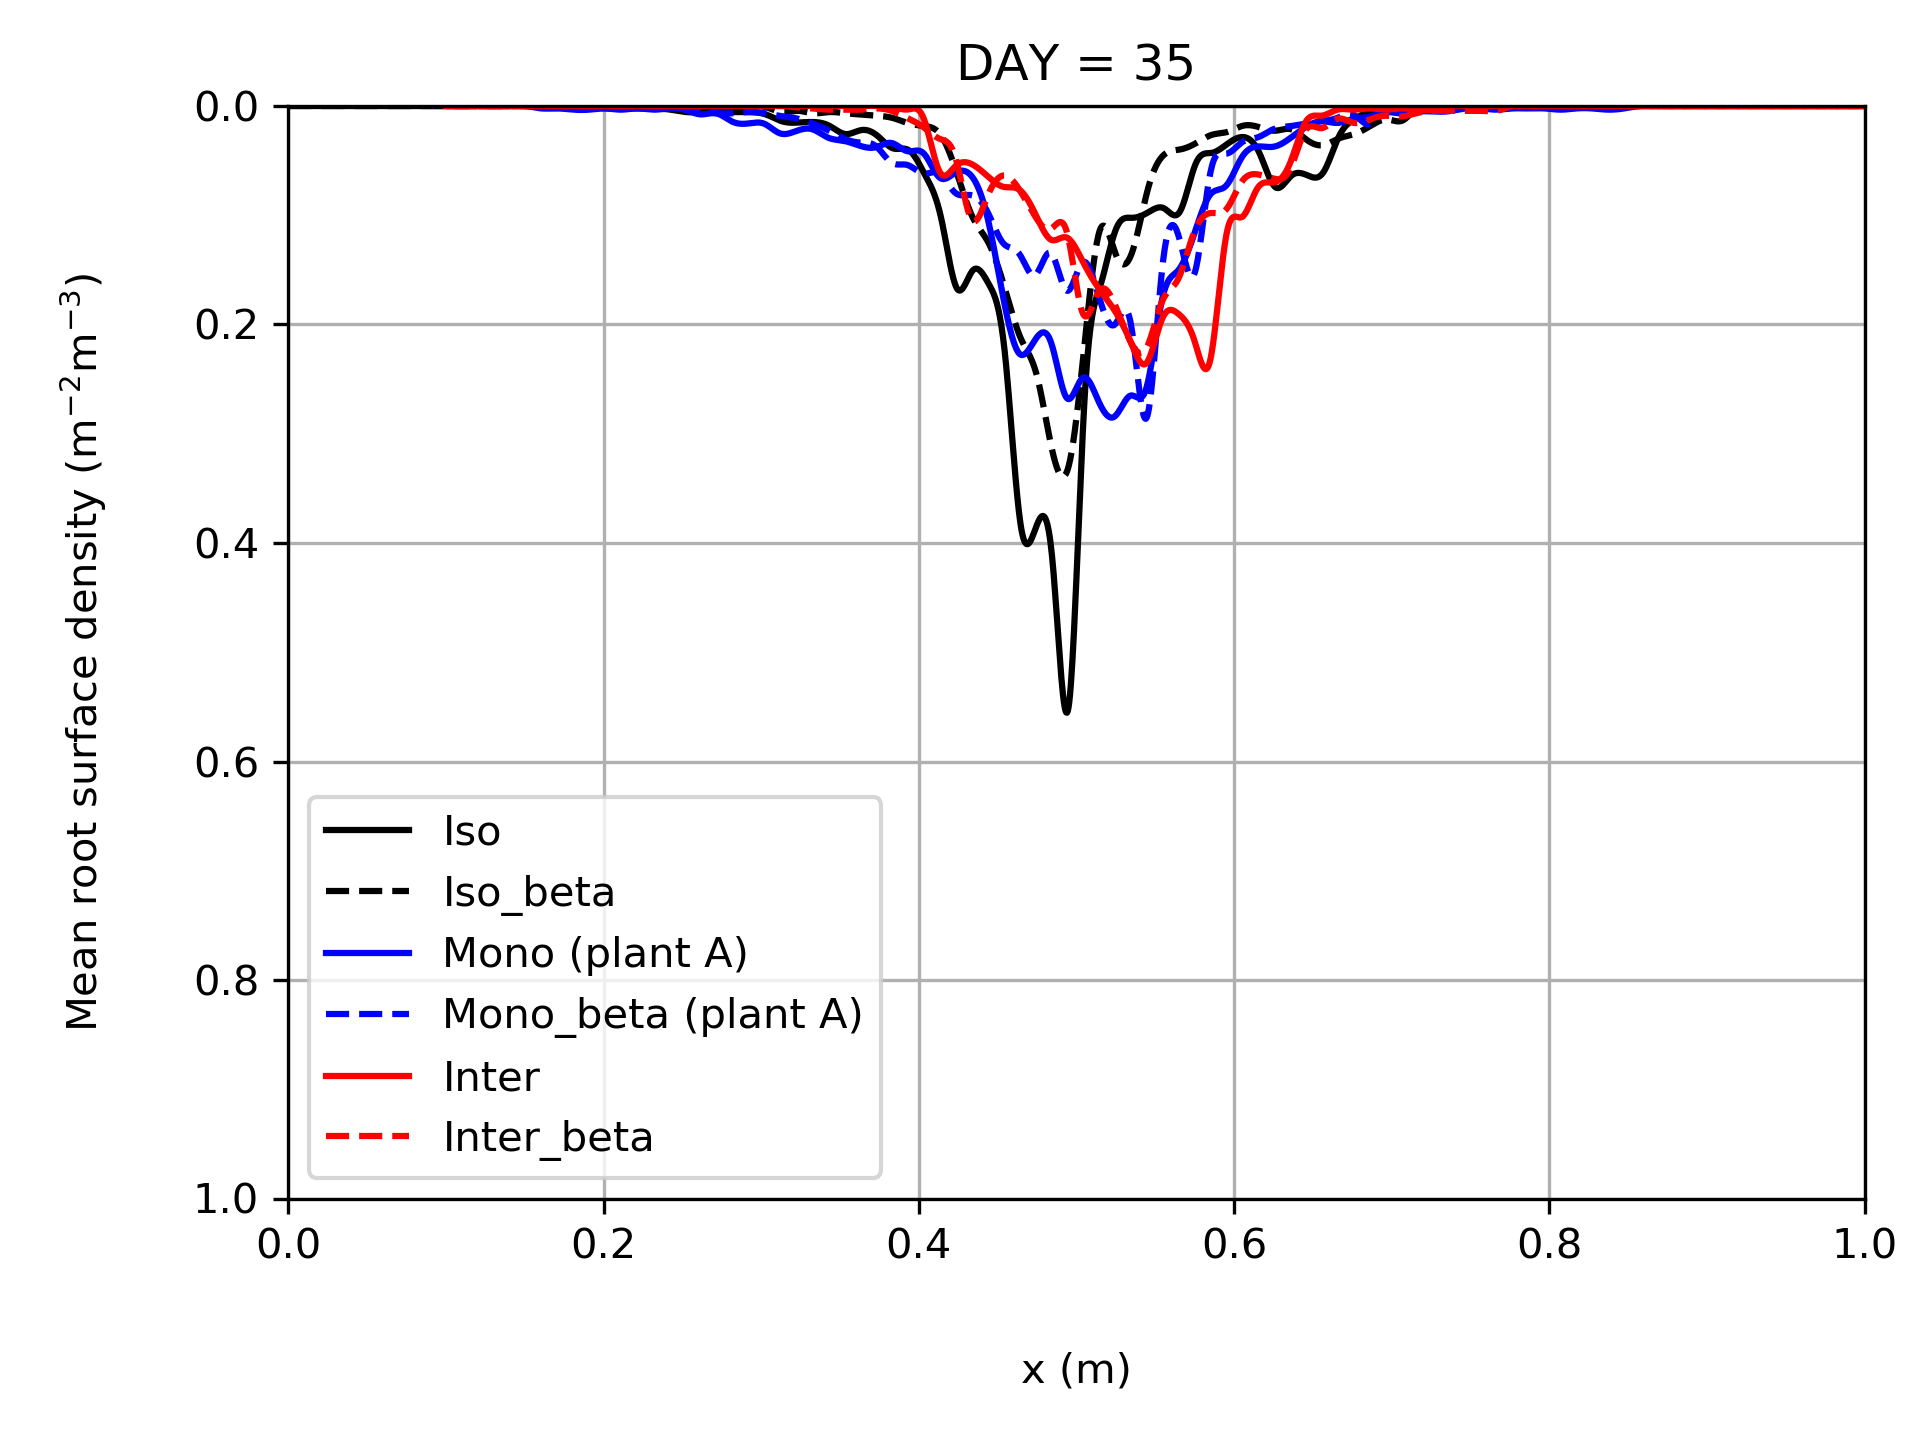 DAY = 35
Mean root surface density (m⁻²m⁻³)
0.0
0.2
0.4
0.6
0.8
1.0
Iso
Iso_beta
Mono (plant A)
Mono_beta (plant A)
Inter
Inter_beta
0.0 0.2 0.4 0.6 0.8 1.0
x (m)